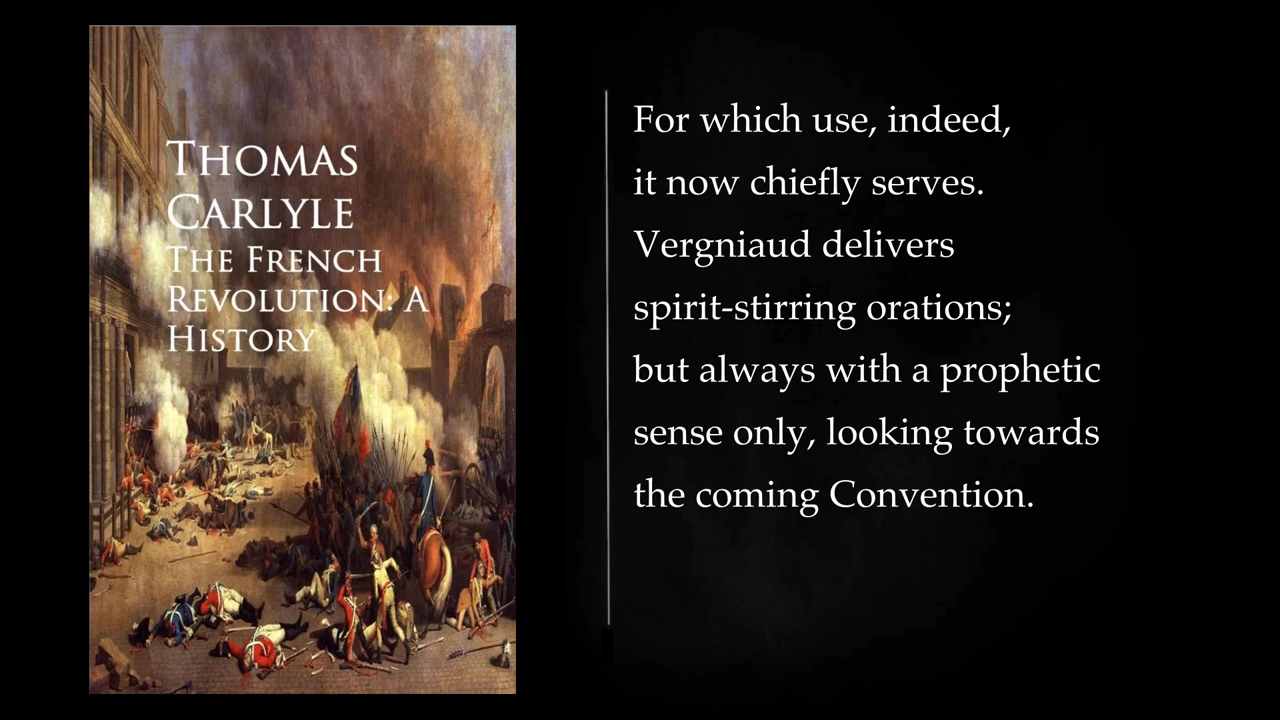 THOMAS
CARLYLE
THE FRENCH
REVOLUTION: A
HISTORY
For which use, indeed,
it now chiefly serves.
Vergniaud delivers
spirit-stirring orations;
but always with a prophetic
sense only, looking towards
the coming Convention.